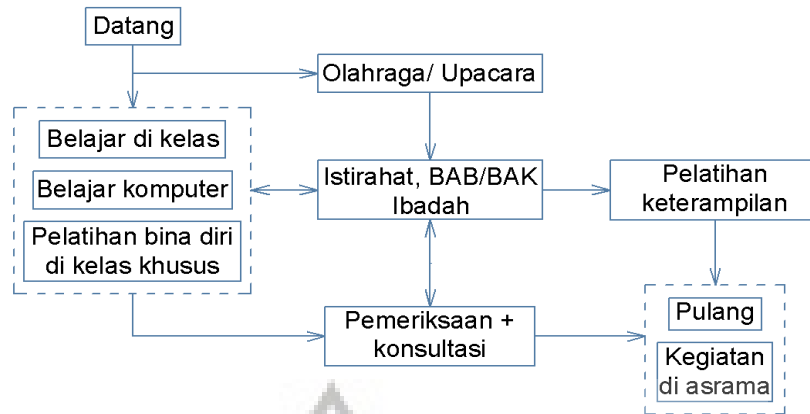 Datang
Olahraga/ Upacara
Belajar di kelas
Belajar komputer
Pelatihan bina diri
di kelas khusus
Istirahat, BAB/BAK
Ibadah
Pelatihan
keterampilan
Pemeriksaan +
konsultasi
Pulang
Kegiatan
di asrama